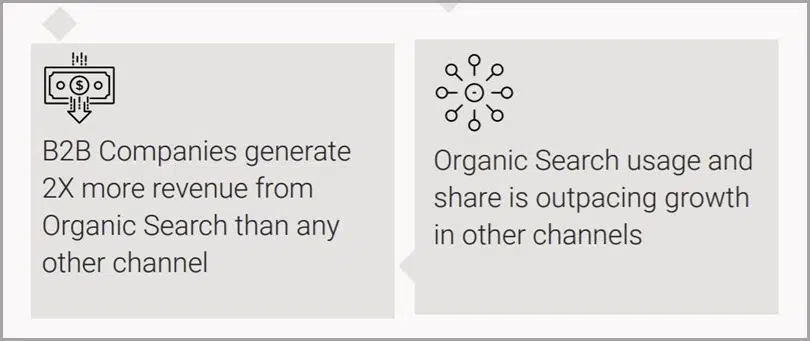 B2B Companies generate
2X more revenue from
Organic Search than any
other channel
Organic Search usage and
share is outpacing growth
in other channels